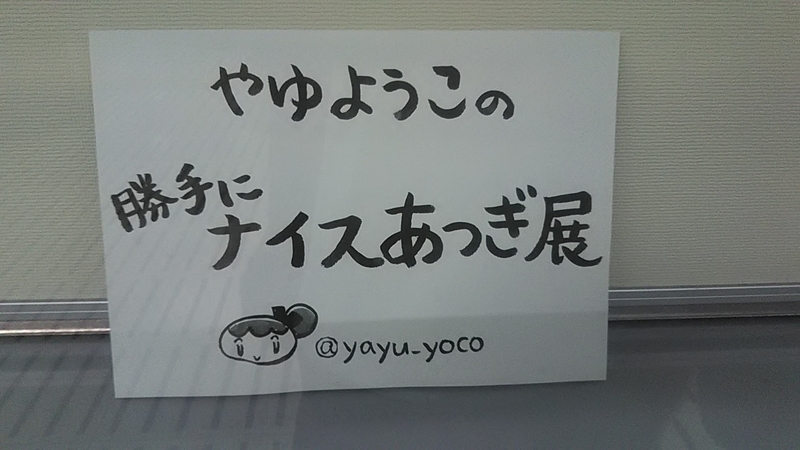 やゆようこの
勝手に
ナイスあつぎ展
@yayu_yoco